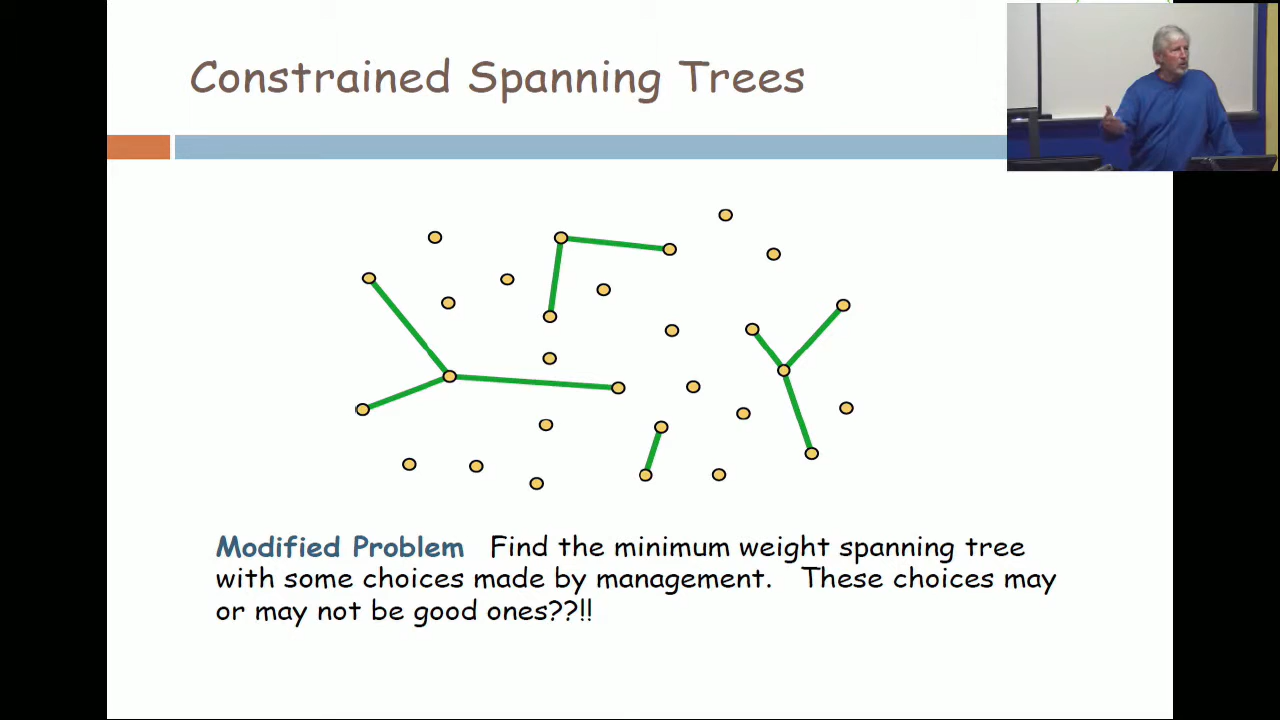 Constrained Spanning Trees
Modified Problem Find the minimum weight spanning tree
with some choices made by management. These choices may
or may not be good ones??!!